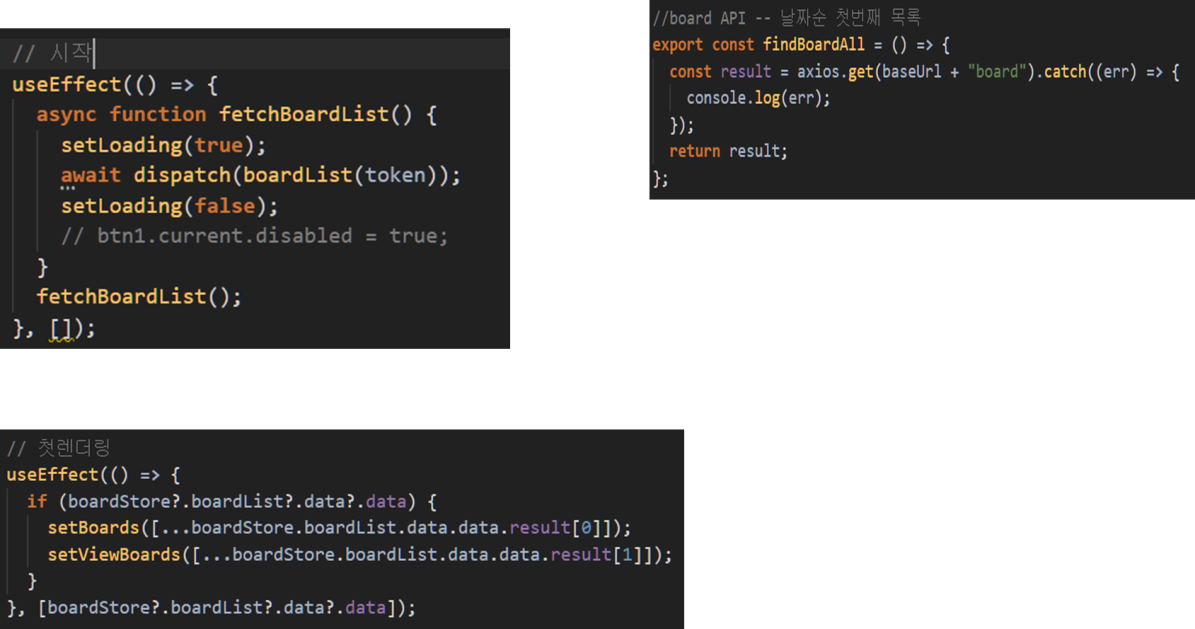 // 시작
useEffect(() => {
  async function fetchBoardList() {
    setLoading(true);
    await dispatch(boardList(token));
    setLoading(false);
    // btn1.current.disabled = true;
  }
  fetchBoardList();
}, []);
//board API -- 날짜순 첫번째 목록
export const findBoardAll = () => {
  const result = axios.get(baseUrl + "board").catch((err) => {
    console.log(err);
  });
  return result;
};
// 첫렌더링
useEffect(() => {
  if (boardStore?.boardList?.data?.data) {
    setBoards([...boardStore.boardList.data.data.result[0]]);
    setViewBoards([...boardStore.boardList.data.data.result[1]]);
  }
}, [boardStore?.boardList?.data?.data]);